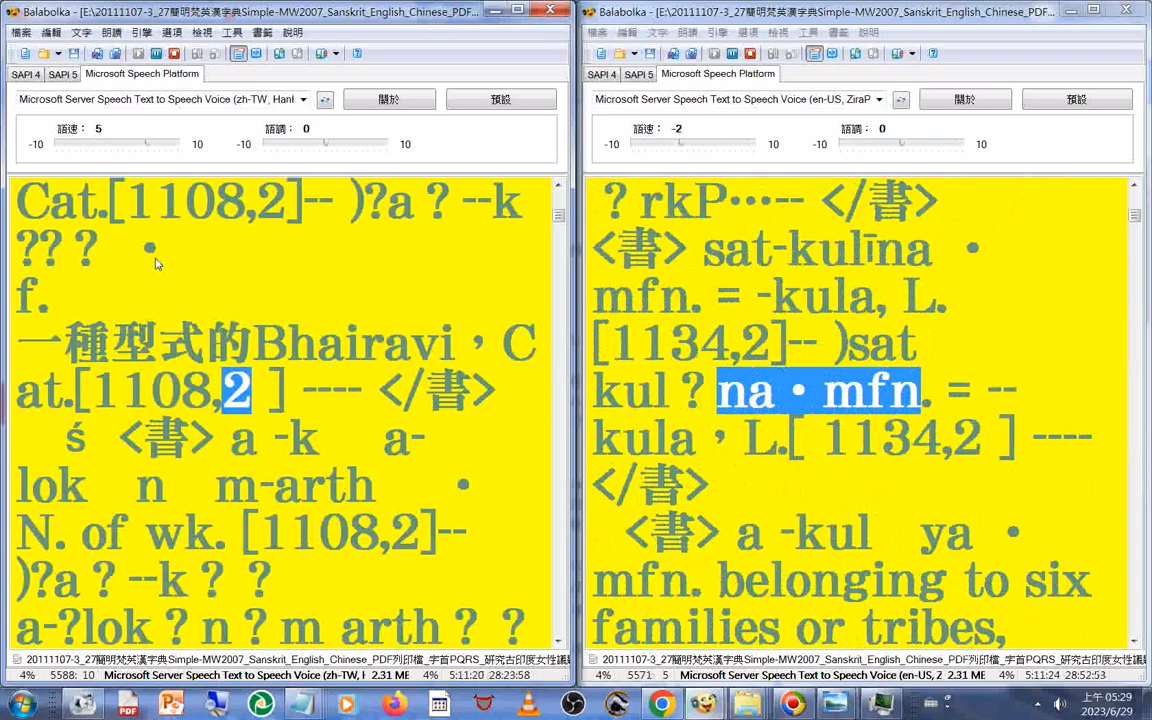 Balabolka - [E:\20111107-3_27簡明梵英漢字典Simple-MW2007_Sanskrit_English_Chinese_PDF...
檔案 編輯 文字 朗讀 引擎 選項 檢視 工具 書籤 說明
SAPI 4 SAPI 5 Microsoft Speech Platform
Microsoft Server Speech Text to Speech Voice (zh-TW, Hanl 關於 預設
語速: 5 語調: 0
-10 10 -10 10
Cat.[1108,2]-- )?a ? --k
?? ? •
f.
一種型式的Bhairavi,C
at.[1108,2 ] ---- </書>
ś <書> a -k a-
lok n m-arth •
N. of wk. [1108,2]--
)?a ? --k ? ?
a-?lok ? n ? m arth ? ?
20111107-3_27簡明梵英漢字典Simple-MW2007_Sanskrit_English_Chinese_PDF列印檔_字首PQRS_研究古印度女性議
4% 5588: 10 Microsoft Server Speech Text to Speech Voice (zh-TW, H 2.31 ME 4% 5:11:20 28:23:58
Balabolka - [E:\20111107-3_27簡明梵英漢字典Simple-MW2007_Sanskrit_English_Chinese_PDF...
檔案 編輯 文字 朗讀 引擎 選項 檢視 工具 書籤 說明
SAPI 4 SAPI 5 Microsoft Speech Platform
Microsoft Server Speech Text to Speech Voice (en-US, ZiraP 關於 預設
語速: -2 語調: 0
-10 10 -10 10
? rkP…-- </書>
<書> sat-kulīna •
mfn. = -kula, L.
[1134,2]-- )sat
kul ? na • mfn. = --
kula,L.[ 1134,2 ] ----
</書>
<書> a -kul ya •
mfn. belonging to six
families or tribes,
20111107-3_27簡明梵英漢字典Simple-MW2007_Sanskrit_English_Chinese_PDF列印檔_字首PQRS_研究古印度女性議
4% 5571: 5 Microsoft Server Speech Text to Speech Voice (en-US, Z 2.31 ME 4% 5:11:24 28:52:53
PDF
上午 05:29
2023/6/29